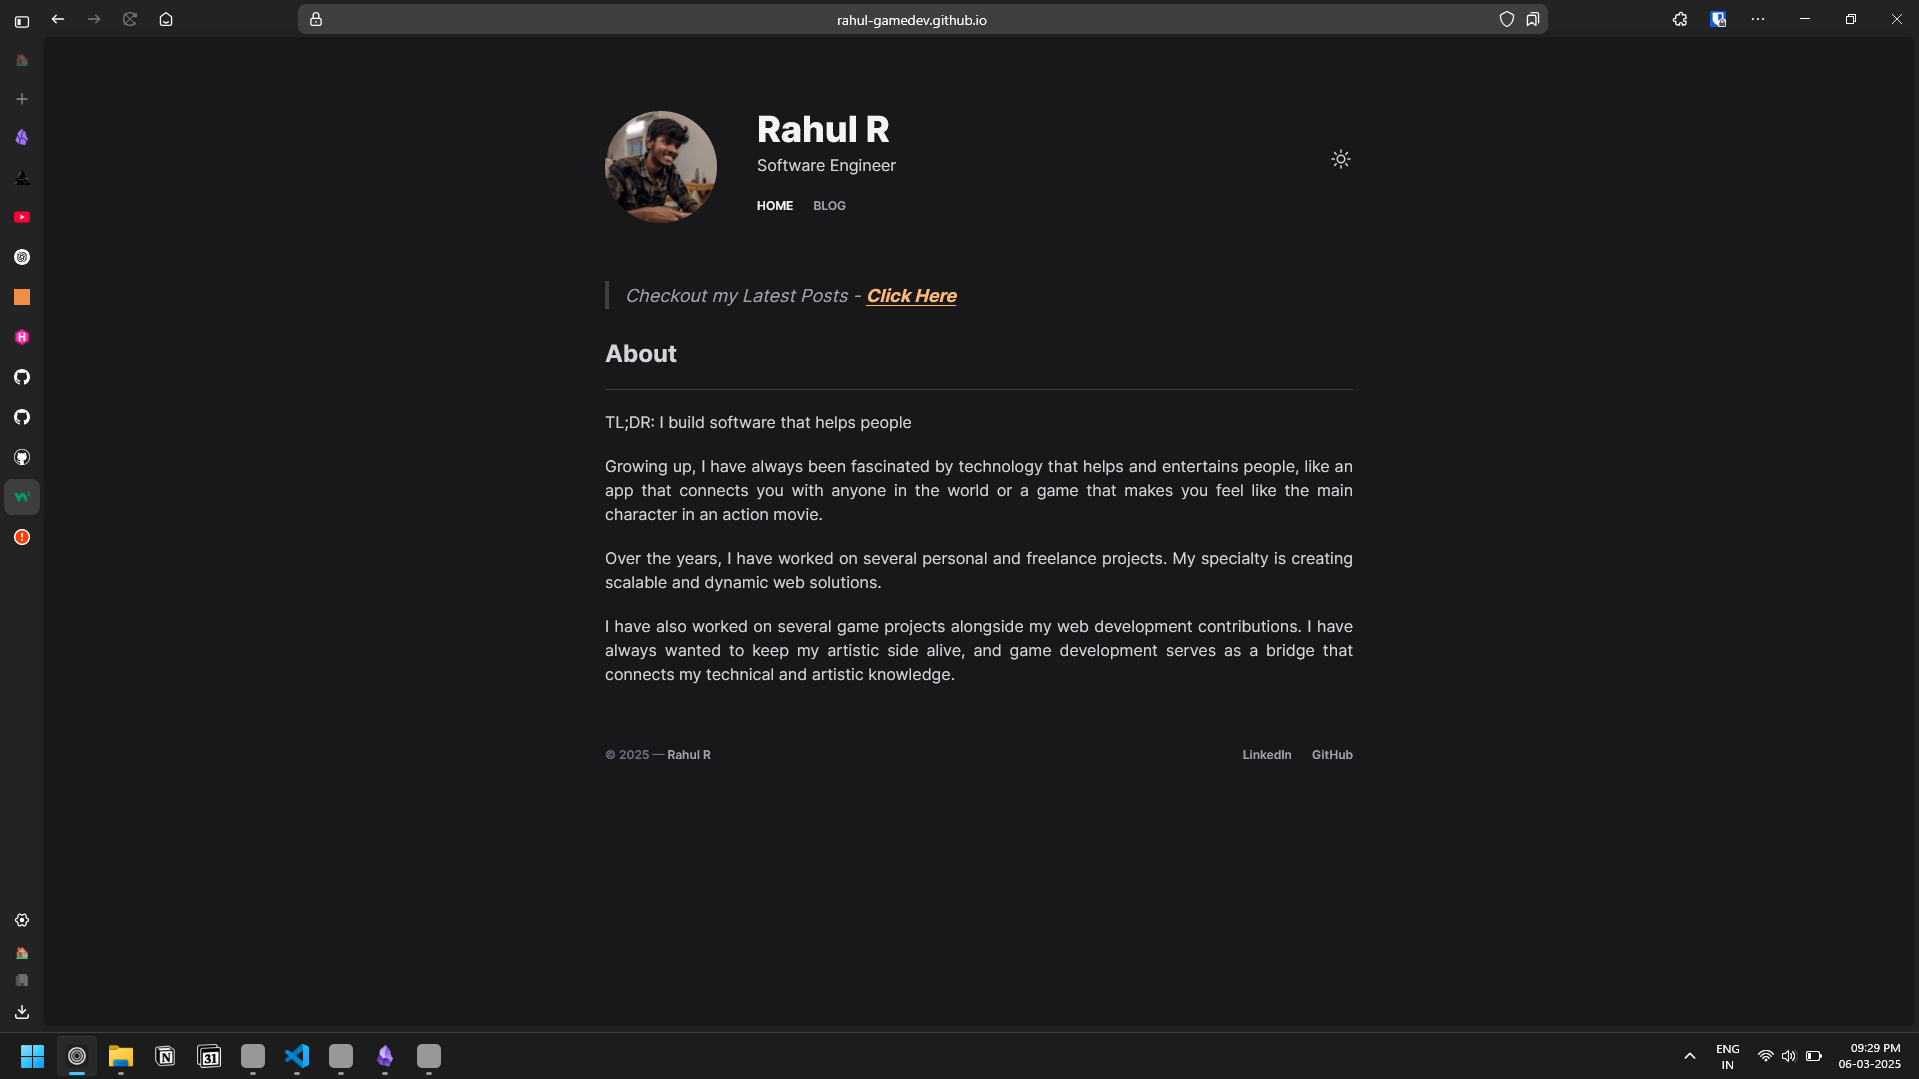 rahul-gamedev.github.io
Rahul R
Software Engineer
HOME BLOG
Checkout my Latest Posts - Click Here
About
TL;DR: I build software that helps people
Growing up, I have always been fascinated by technology that helps and entertains people, like an
app that connects you with anyone in the world or a game that makes you feel like the main
character in an action movie.
Over the years, I have worked on several personal and freelance projects. My specialty is creating
scalable and dynamic web solutions.
I have also worked on several game projects alongside my web development contributions. I have
always wanted to keep my artistic side alive, and game development serves as a bridge that
connects my technical and artistic knowledge.
© 2025 — Rahul R
LinkedIn GitHub
31
ENG
IN
09:29 PM
06-03-2025